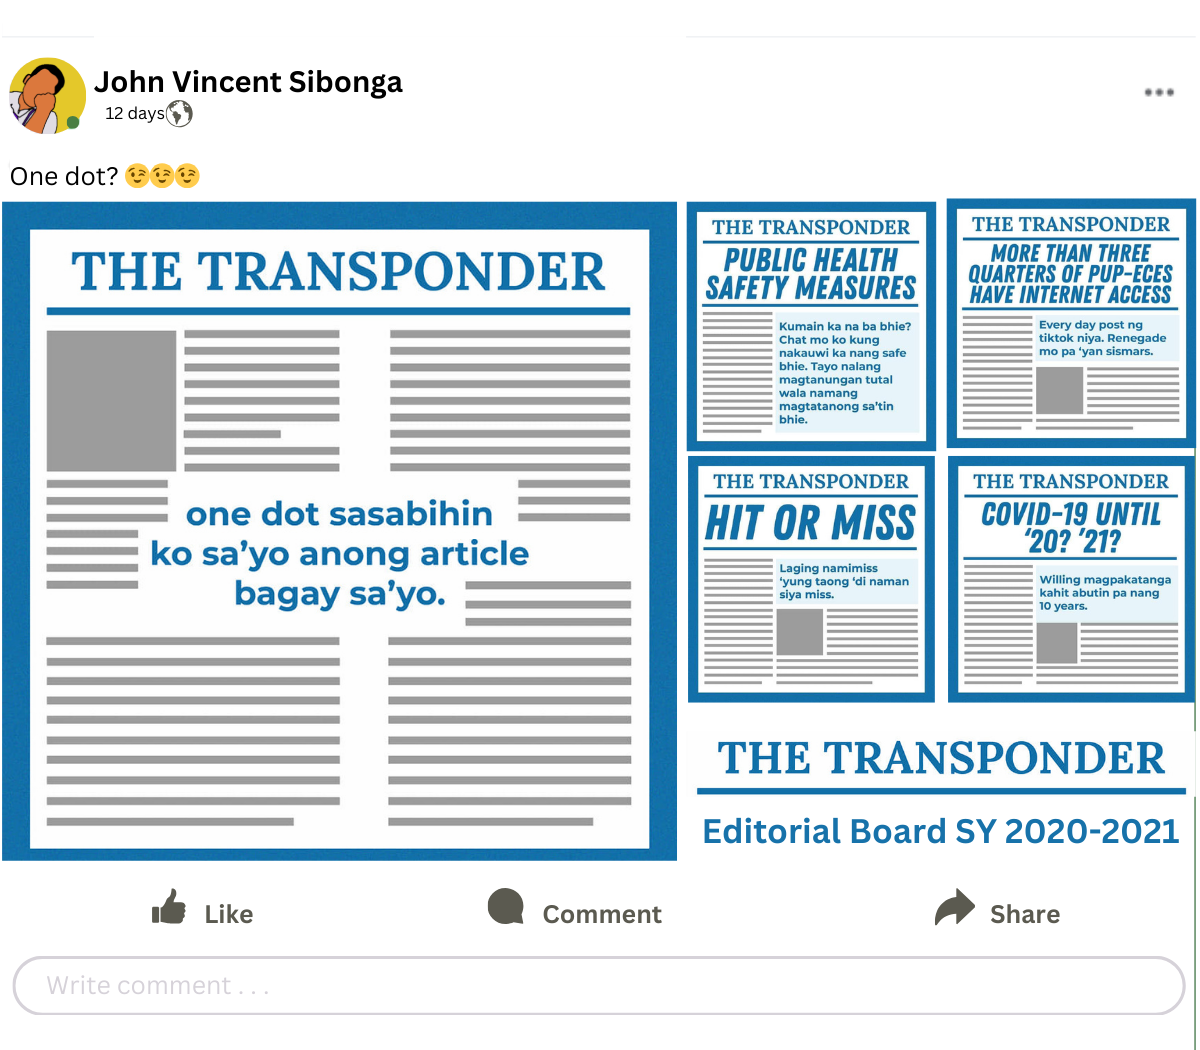 John Vincent Sibonga
12 days
One dot? 😉😉😉
THE TRANSPONDER
one dot sasabihin
ko sa’yo anong article
bagay sa’yo.
THE TRANSPONDER
PUBLIC HEALTH
SAFETY MEASURES
Kumain ka na ba bhie?
Chat mo ko kung
nakauwi ka nang safe
bhie. Tayo nalang
magtanungan tutal
wala namang
magtatanong sa’tin
bhie.
THE TRANSPONDER
MORE THAN THREE
QUARTERS OF PUP-ECES
HAVE INTERNET ACCESS
Every day post ng
tiktok niya. Renegade
mo pa ‘yan sismars.
THE TRANSPONDER
HIT OR MISS
Laging namimiss
‘yung taong ‘di naman
siya miss.
THE TRANSPONDER
COVID-19 UNTIL
‘20? ’21?
Willing magpakatanga
kahit abutin pa nang
10 years.
THE TRANSPONDER
Editorial Board SY 2020-2021
Like
Comment
Share
Write comment . . .